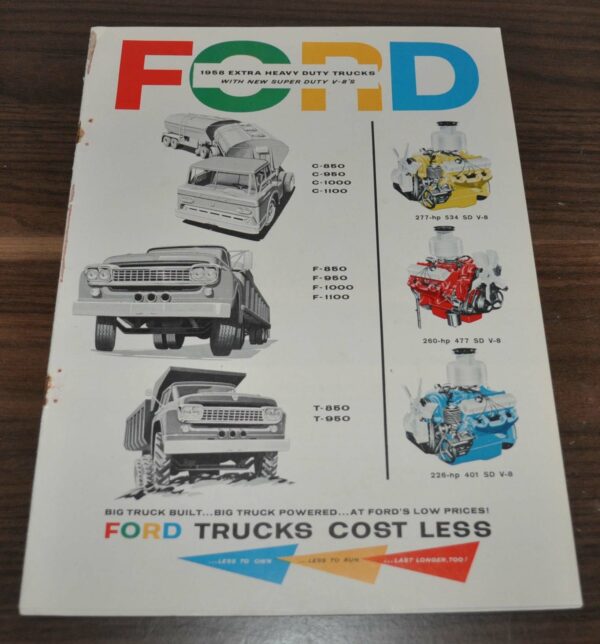 FORD
1958 EXTRA HEAVY DUTY TRUCKS
WITH NEW SUPER DUTY V-8'S
C-850
C-950
C-1000
C-1100
277-hp 534 SD V-8
F-850
F-950
F-1000
F-1100
260-hp 477 SD V-8
T-850
T-950
226-hp 401 SD V-8
BIG TRUCK BUILT...BIG TRUCK POWERED...AT FORD'S LOW PRICES!
FORD TRUCKS COST LESS
...LESS TO OWN ...LESS TO RUN ...LAST LONGER, TOO!